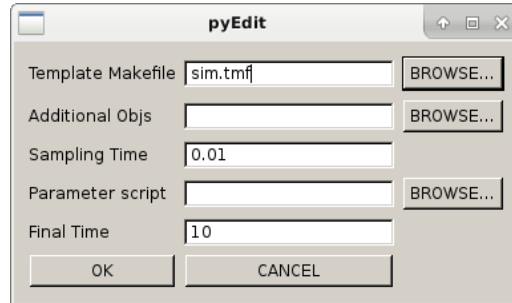 pyEdit
Template Makefile sim.tmf BROWSE...
Additional Objs BROWSE...
Sampling Time 0.01
Parameter script BROWSE...
Final Time 10
OK CANCEL